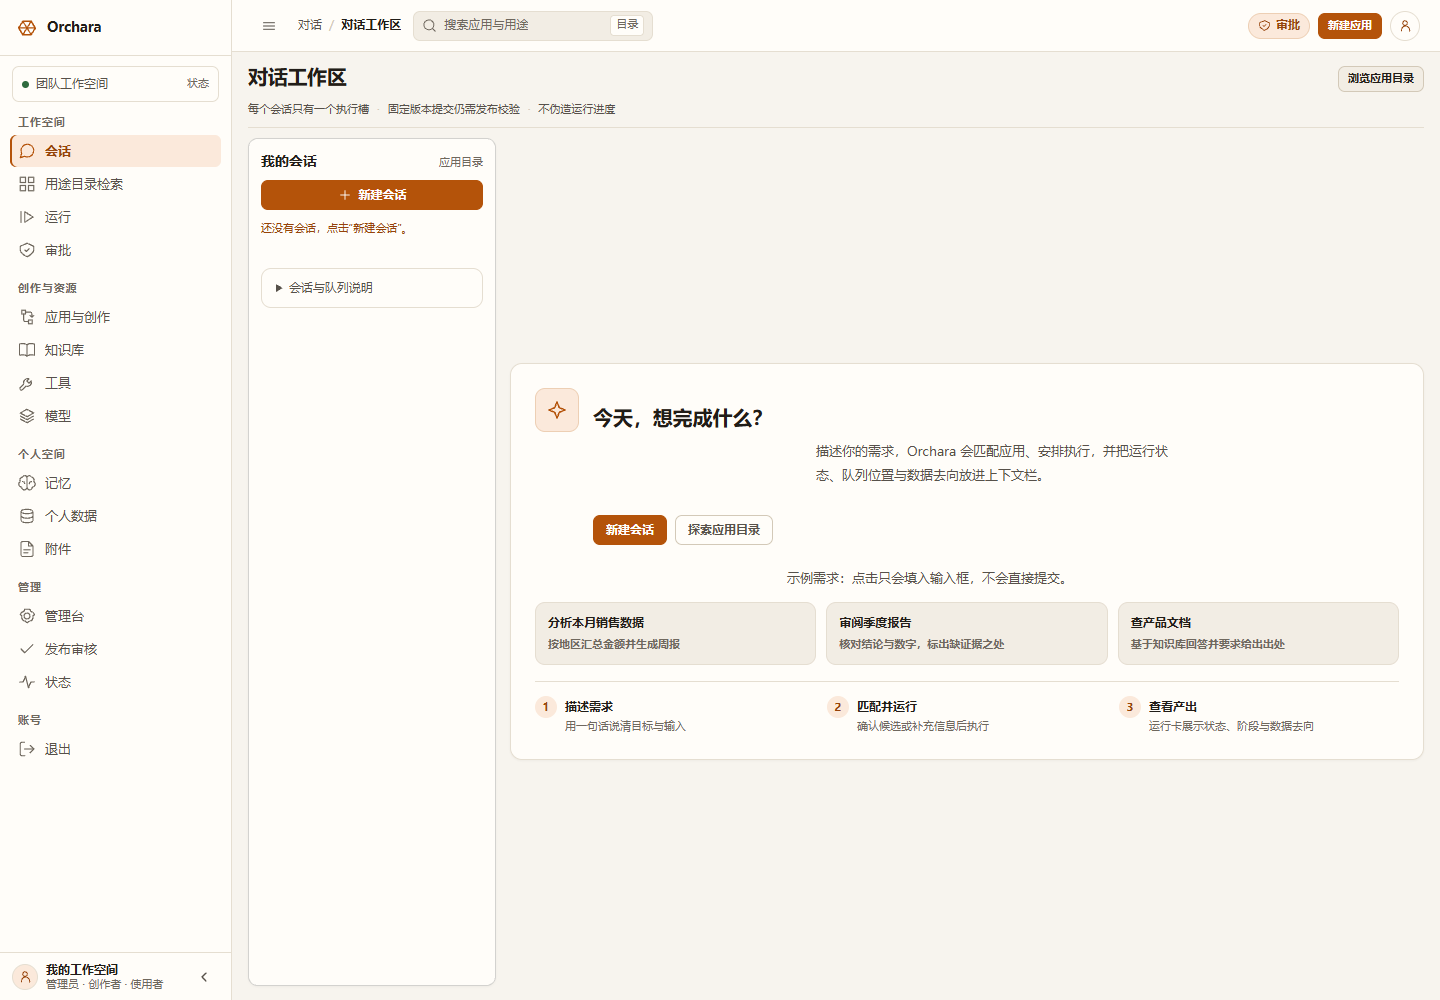 Orchara
团队工作空间 状态
工作空间
会话
用途目录检索
运行
审批
创作与资源
应用与创作
知识库
工具
模型
个人空间
记忆
个人数据
附件
管理
管理台
发布审核
状态
账号
退出
我的工作空间
管理员 · 创作者 · 使用者
对话 / 对话工作区
搜索应用与用途 目录
审批
新建应用
对话工作区
浏览应用目录
每个会话只有一个执行槽 · 固定版本提交仍需发布校验 · 不伪造运行进度
我的会话 应用目录
新建会话
还没有会话，点击“新建会话”。
会话与队列说明
今天，想完成什么？
描述你的需求，Orchara 会匹配应用、安排执行，并把运行状
态、队列位置与数据去向放进上下文栏。
新建会话 探索应用目录
示例需求：点击只会填入输入框，不会直接提交。
分析本月销售数据
按地区汇总金额并生成周报
审阅季度报告
核对结论与数字，标出缺证据之处
查产品文档
基于知识库回答并要求给出出处
1 描述需求
用一句话说清目标与输入
2 匹配并运行
确认候选或补充信息后执行
3 查看产出
运行卡展示状态、阶段与数据去向